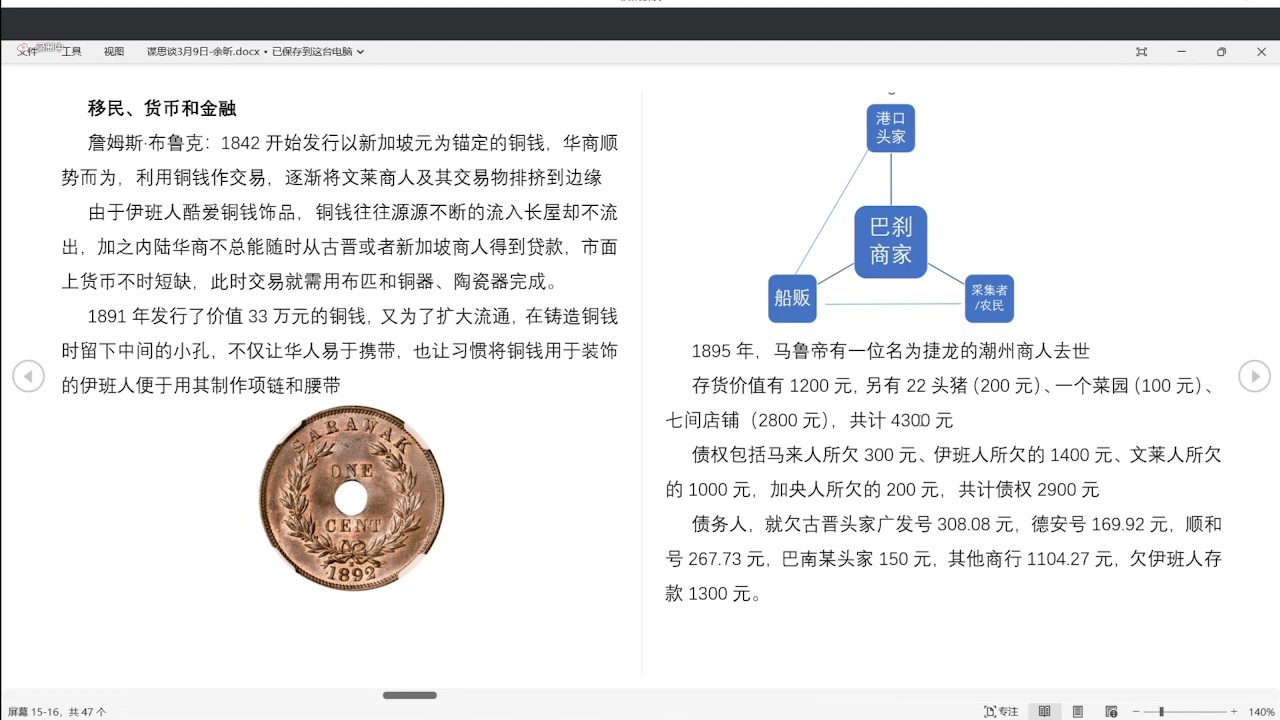 文件
工具
视图
谋思谈3月9日-余昕.docx • 已保存到这台电脑
移民、货币和金融
詹姆斯·布鲁克：1842 开始发行以新加坡元为锚定的铜钱，华商顺
势而为，利用铜钱作交易，逐渐将文莱商人及其交易物排挤到边缘
由于伊班人酷爱铜钱饰品，铜钱往往源源不断的流入长屋却不流
出，加之内陆华商不总能随时从古晋或者新加坡商人得到贷款，市面
上货币不时短缺，此时交易就需用布匹和铜器、陶瓷器完成。
1891 年发行了价值 33 万元的铜钱，又为了扩大流通，在铸造铜钱
时留下中间的小孔，不仅让华人易于携带，也让习惯将铜钱用于装饰
的伊班人便于用其制作项链和腰带
SARAWAK
ONE
CENT
1892
港口
头家
巴刹
商家
船贩
采集者
/农民
1895 年，马鲁帝有一位名为捷龙的潮州商人去世
存货价值有 1200 元，另有 22 头猪（200 元）、一个菜园（100 元）、
七间店铺（2800 元），共计 4300 元
债权包括马来人所欠 300 元、伊班人所欠的 1400 元、文莱人所欠
的 1000 元，加央人所欠的 200 元，共计债权 2900 元
债务人，就欠古晋头家广发号 308.08 元，德安号 169.92 元，顺和
号 267.73 元，巴南某头家 150 元，其他商行 1104.27 元，欠伊班人存
款 1300 元。
屏幕 15-16，共 47 个
专注
140%